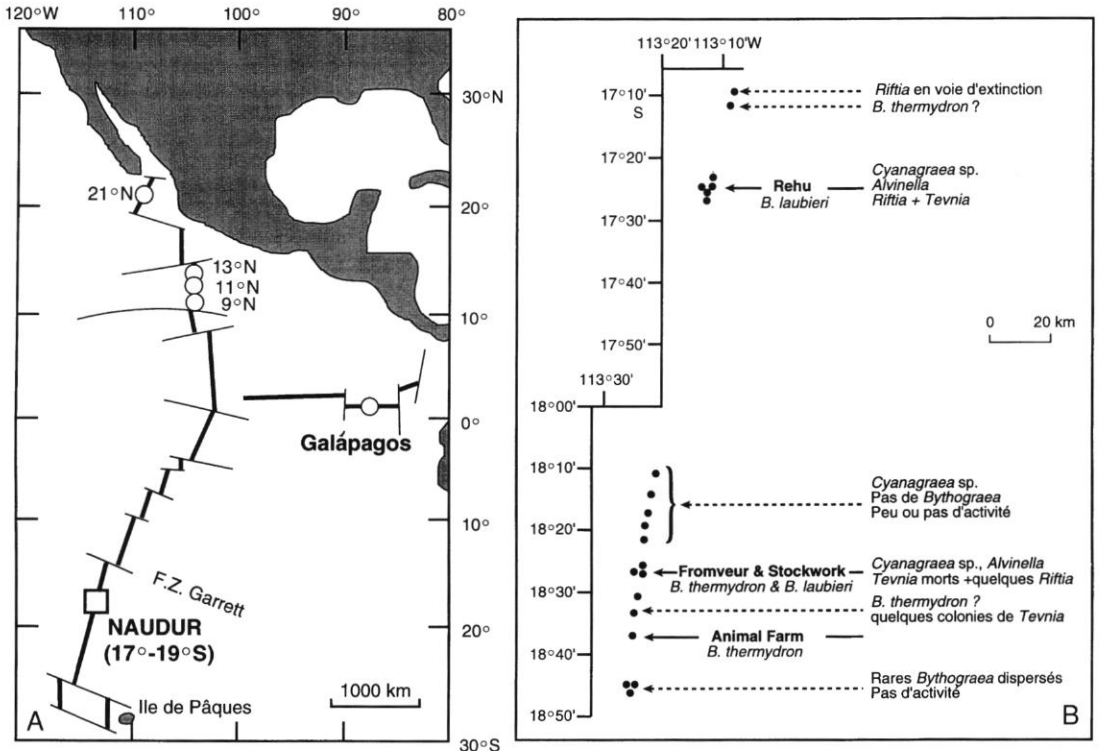 120°W 110° 100° 90° 80°
30°N
21°N
20°
13°N
11°N
9°N
10°
0°
Galápagos
10°
F.Z. Garrett
NAUDUR
(17°-19°S)
20°
1000 km
Ile de Pâques
A
30°S
113°20' 113°10'W
17°10'
S
Riftia en voie d'extinction
B. thermydron ?
17°20'
Cyanagraea sp.
Rehu
Alvinella
B. laubieri
Riftia + Tevnia
17°30'
17°40'
0 20 km
17°50'
113°30'
18°00'
18°10'
Cyanagraea sp.
Pas de Bythograea
Peu ou pas d'activité
18°20'
Fromveur & Stockwork
Cyanagraea sp., Alvinella
B. thermydron & B. laubieri
Tevnia morts +quelques Riftia
18°30'
B. thermydron ?
quelques colonies de Tevnia
Animal Farm
B. thermydron
18°40'
Rares Bythograea dispersés
Pas d'activité
18°50'
B